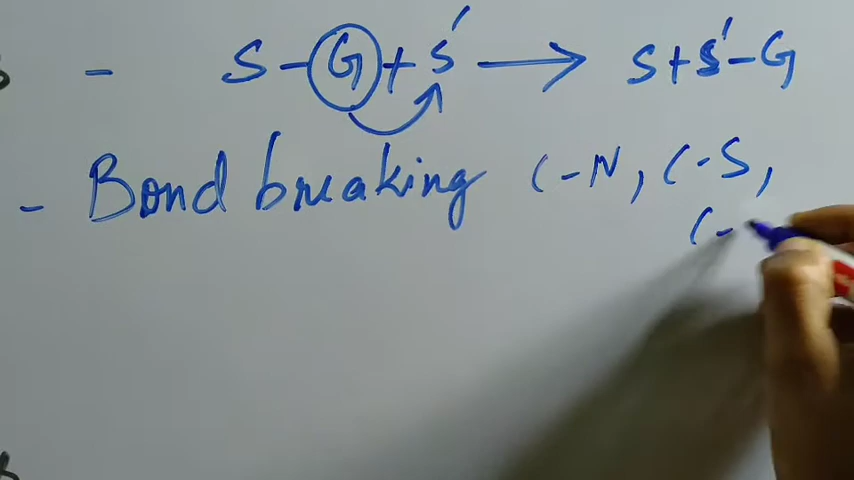 - S - G + S' → S + S' - G
- Bond breaking C-N, C-S,
C-